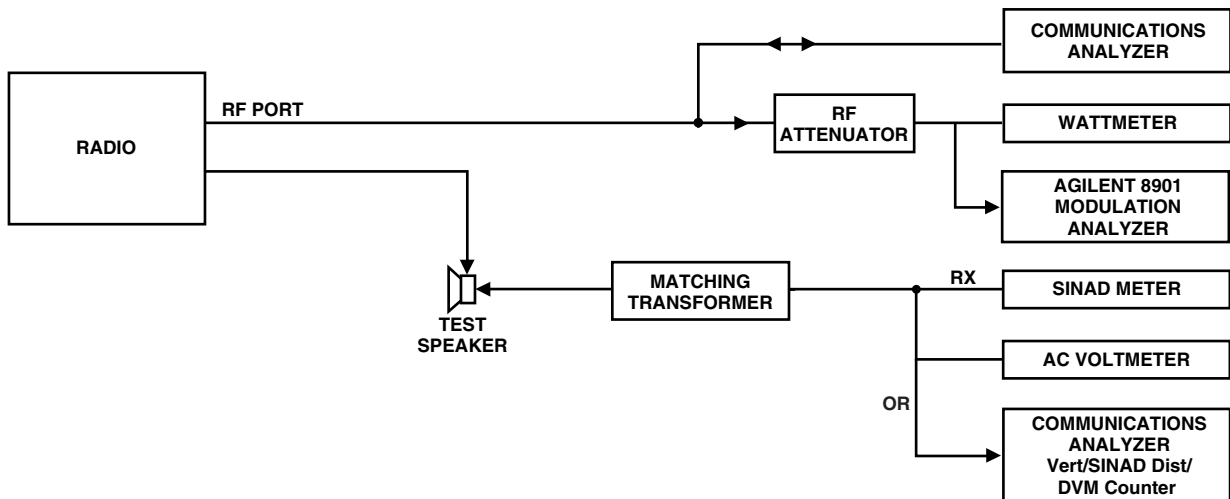 COMMUNICATIONS
ANALYZER
RADIO
RF PORT
RF
ATTENUATOR
WATTMETER
AGILENT 8901
MODULATION
ANALYZER
TEST
SPEAKER
MATCHING
TRANSFORMER
RX
SINAD METER
AC VOLTMETER
OR
COMMUNICATIONS
ANALYZER
Vert/SINAD Dist/
DVM Counter